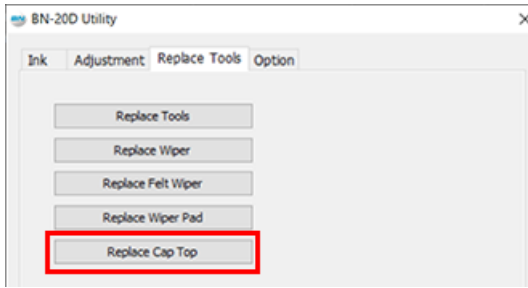 BN-20D Utility
Ink Adjustment Replace Tools Option
Replace Tools
Replace Wiper
Replace Felt Wiper
Replace Wiper Pad
Replace Cap Top